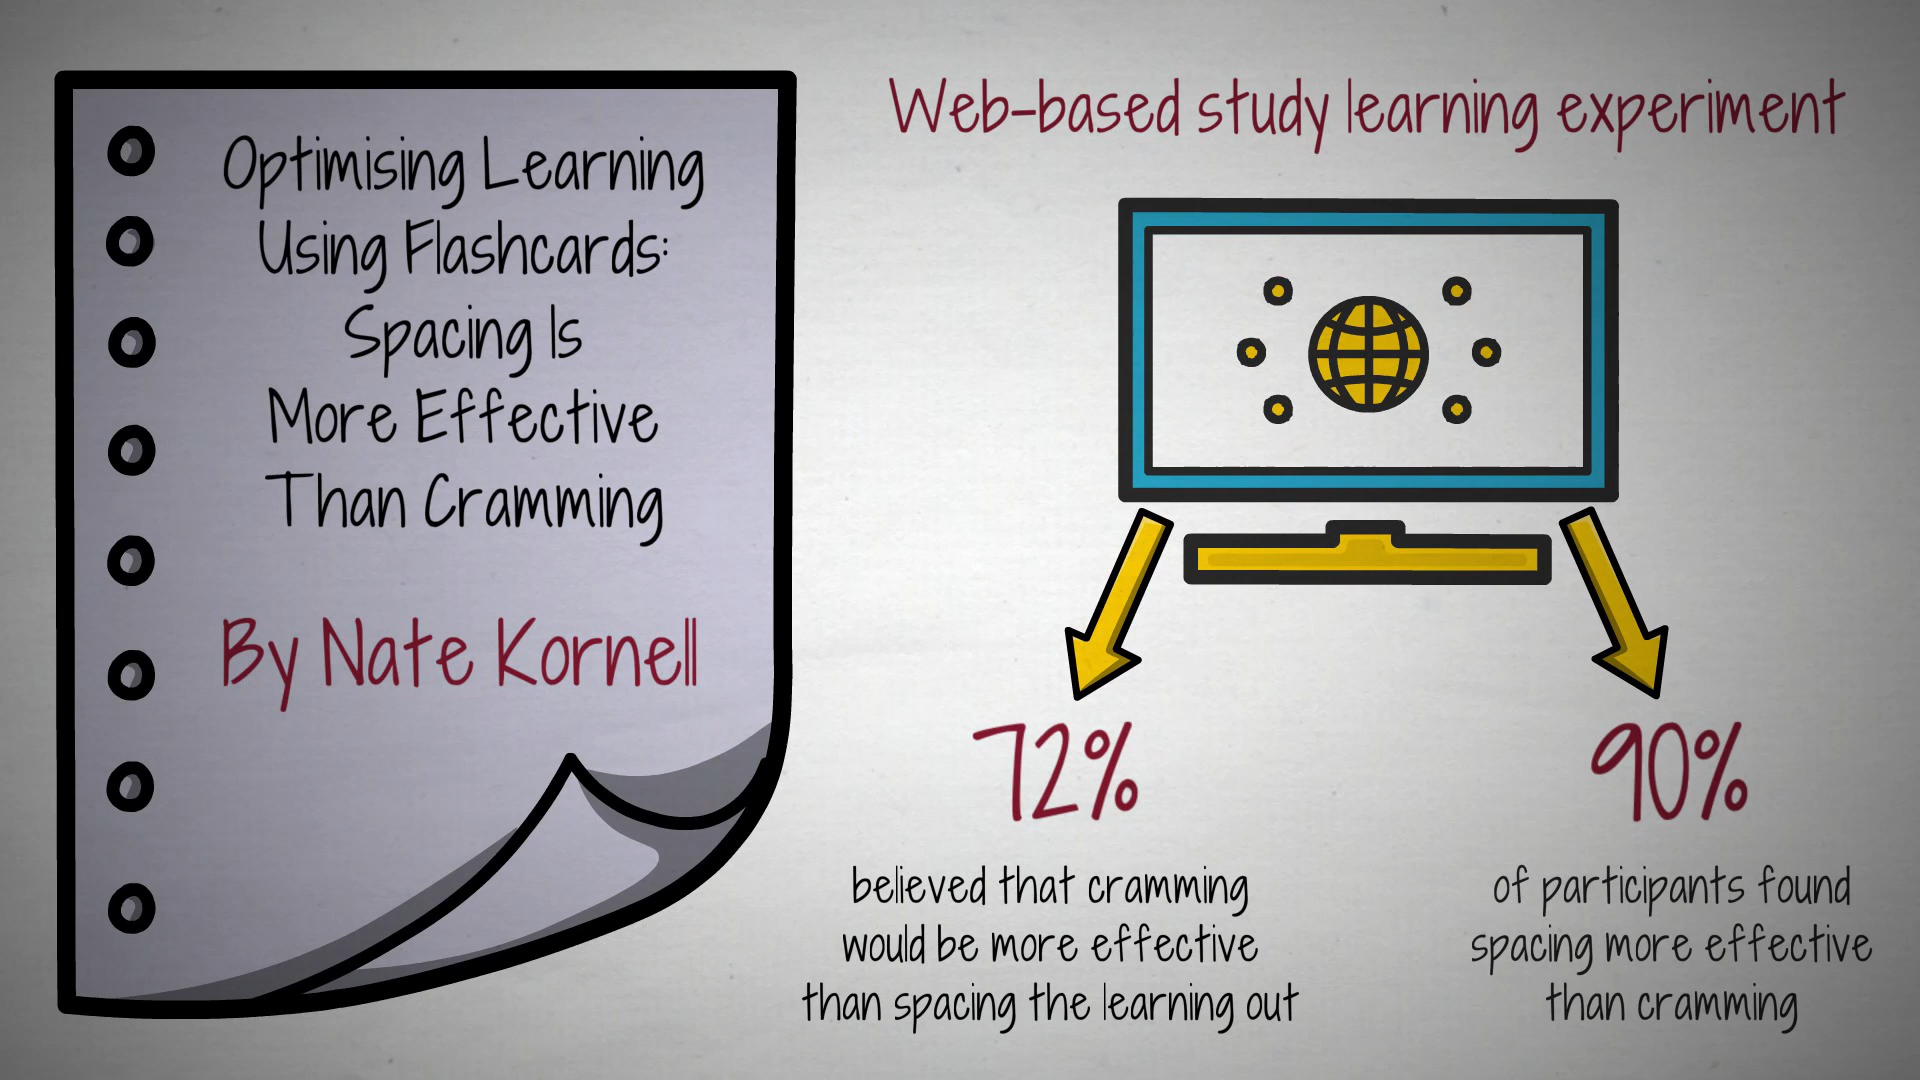 Optimising Learning
Using Flashcards:
Spacing Is
More Effective
Than Cramming
By Nate Kornell
Web-based study learning experiment
72%
believed that cramming
would be more effective
than spacing the learning out
90%
of participants found
spacing more effective
than cramming